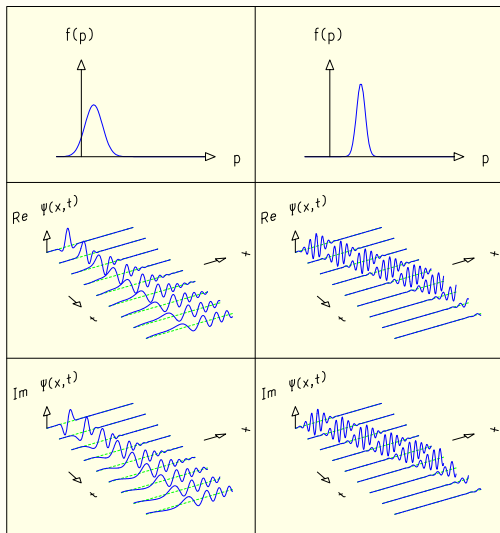 f(p)
p
f(p)
p
Re ψ(x,t)
x
t
Re ψ(x,t)
x
t
Im ψ(x,t)
x
t
Im ψ(x,t)
x
t